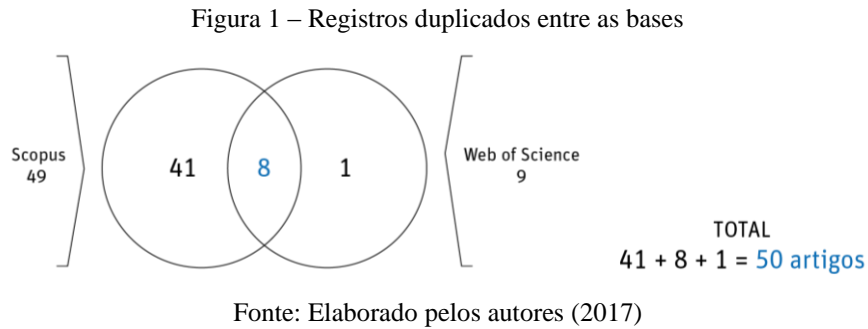 Figura 1 – Registros duplicados entre as bases
Scopus
49
41
8
1
Web of Science
9
TOTAL
41 + 8 + 1 = 50 artigos
Fonte: Elaborado pelos autores (2017)